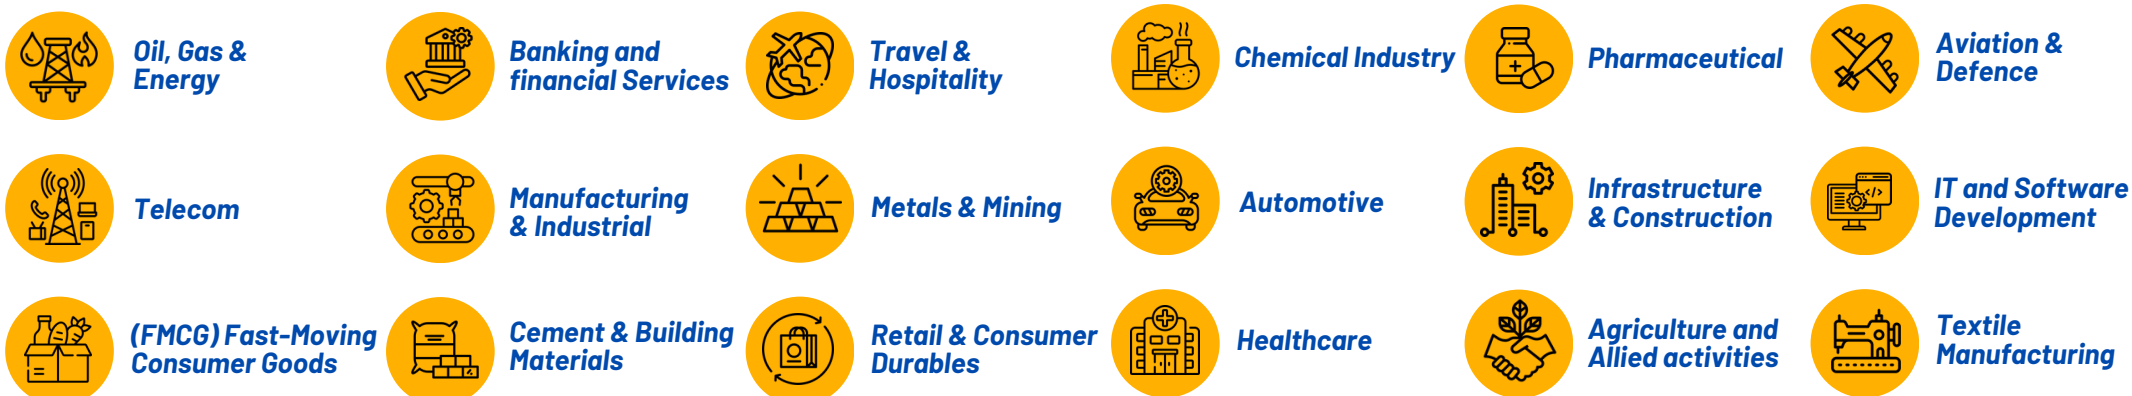 Oil, Gas &
Energy
Banking and
financial Services
Travel &
Hospitality
Chemical Industry
Pharmaceutical
Aviation &
Defence
Telecom
Manufacturing
& Industrial
Metals & Mining
Automotive
Infrastructure
& Construction
IT and Software
Development
(FMCG) Fast-Moving
Consumer Goods
Cement & Building
Materials
Retail & Consumer
Durables
Healthcare
Agriculture and
Allied activities
Textile
Manufacturing